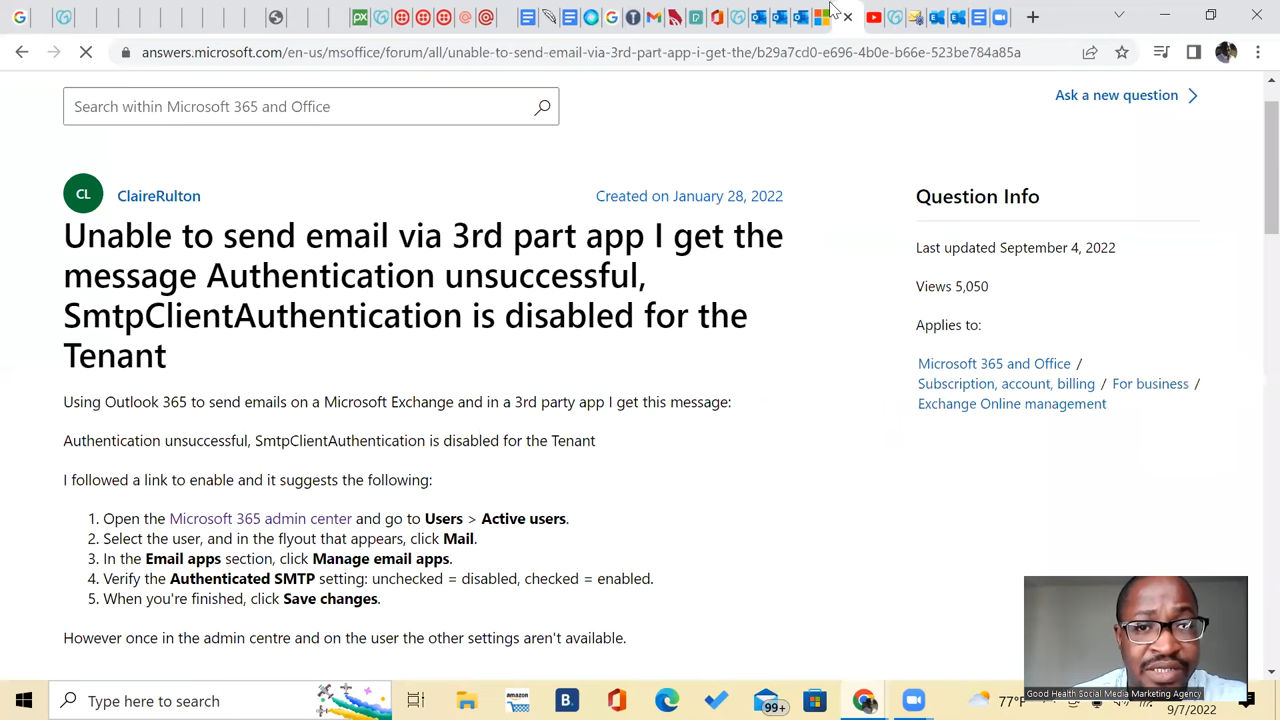 answers.microsoft.com/en-us/msoffice/forum/all/unable-to-send-email-via-3rd-part-app-i-get-the/b29a7cd0-e696-4b0e-b66e-523be784a85a
Search within Microsoft 365 and Office
Ask a new question
CL
ClaireRulton
Created on January 28, 2022
Unable to send email via 3rd part app I get the
message Authentication unsuccessful,
SmtpClientAuthentication is disabled for the
Tenant
Using Outlook 365 to send emails on a Microsoft Exchange and in a 3rd party app I get this message:
Authentication unsuccessful, SmtpClientAuthentication is disabled for the Tenant
I followed a link to enable and it suggests the following:
1. Open the Microsoft 365 admin center and go to Users > Active users.
2. Select the user, and in the flyout that appears, click Mail.
3. In the Email apps section, click Manage email apps.
4. Verify the Authenticated SMTP setting: unchecked = disabled, checked = enabled.
5. When you're finished, click Save changes.
However once in the admin centre and on the user the other settings aren't available.
Question Info
Last updated September 4, 2022
Views 5,050
Applies to:
Microsoft 365 and Office /
Subscription, account, billing / For business /
Exchange Online management
Good Health Social Media Marketing Agency
Type here to search
amazon
B.
99+
77°F
9/7/2022